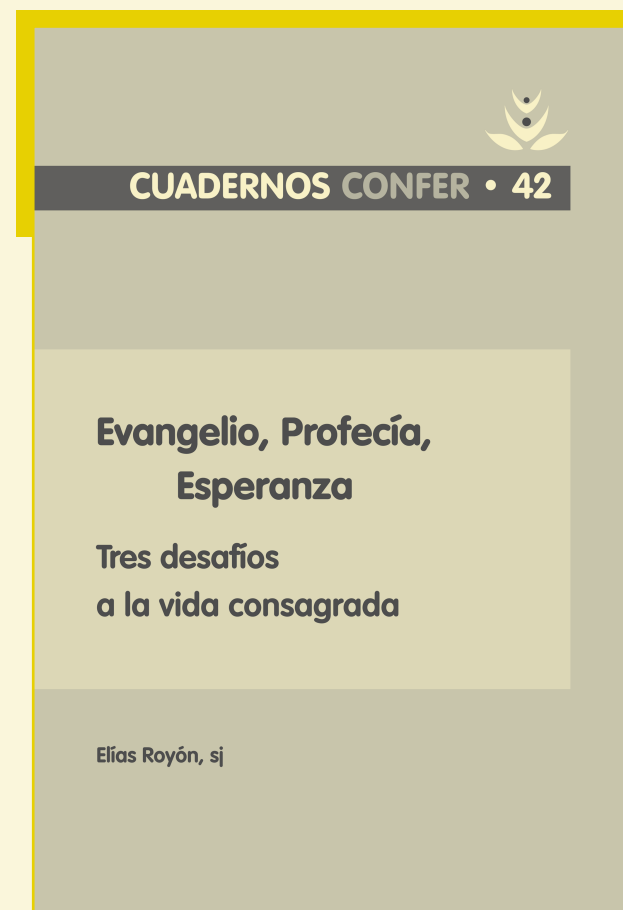 CUADERNOS CONFER • 42
Evangelio, Profecía,
Esperanza
Tres desafíos
a la vida consagrada
Elías Royón, sj